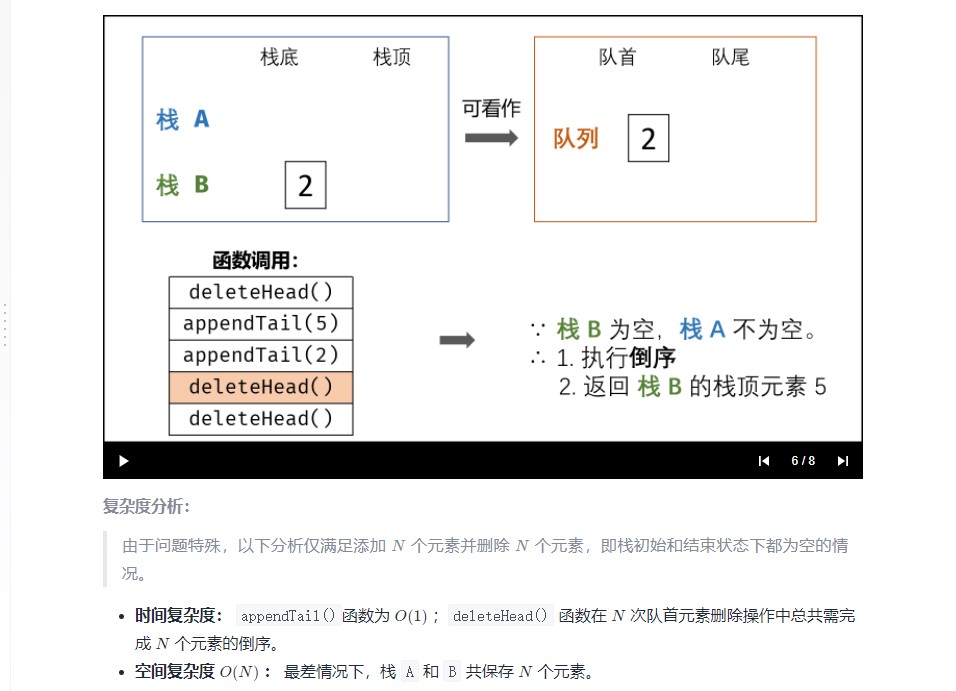 栈底 栈顶
队首 队尾
栈 A
可看作
队列 2
栈 B 2
函数调用：
deleteHead()
appendTail(5)
appendTail(2)
deleteHead()
deleteHead()
∵ 栈 B 为空，栈 A 不为空。
∴ 1. 执行倒序
2. 返回 栈 B 的栈顶元素 5
6 / 8
复杂度分析：
由于问题特殊，以下分析仅满足添加 N 个元素并删除 N 个元素，即栈初始和结束状态下都为空的情
况。
• 时间复杂度： appendTail() 函数为 O(1) ； deleteHead() 函数在 N 次队首元素删除操作中总共需完
成 N 个元素的倒序。
• 空间复杂度 O(N) ： 最差情况下，栈 A 和 B 共保存 N 个元素。